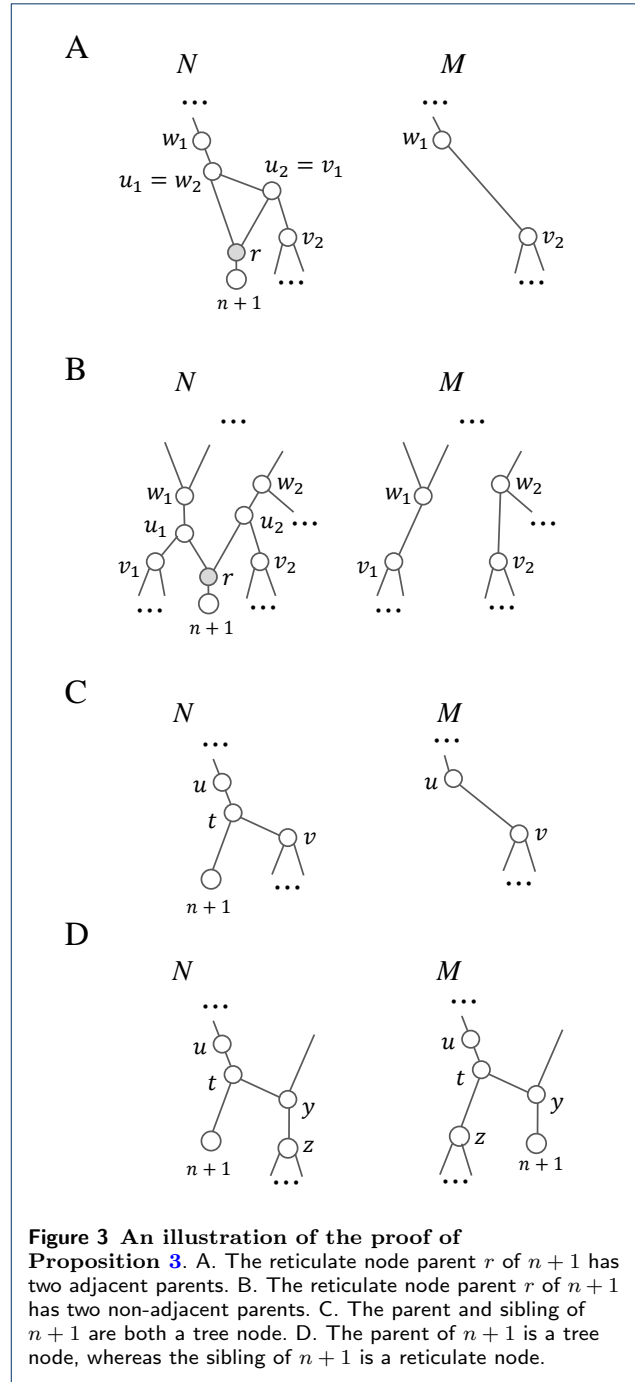 A
N M
... ...
w₁ w₁
u₂ = v₁
u₁ = w₂
v₂ v₂
r
... ...
n + 1
B
N M
... ...
w₁ w₂ w₁ w₂
u₁ u₂ ... ...
v₁ r v₂ v₁ v₂
... ... ... ...
n + 1
C
N M
... ...
u u
t
v v
... ...
n + 1
D
N M
... ...
u u
t t
y y
n + 1 z z n + 1
... ...
Figure 3 An illustration of the proof of
Proposition 3. A. The reticulate node parent r of n + 1 has
two adjacent parents. B. The reticulate node parent r of n + 1
has two non-adjacent parents. C. The parent and sibling of
n + 1 are both a tree node. D. The parent of n + 1 is a tree
node, whereas the sibling of n + 1 is a reticulate node.